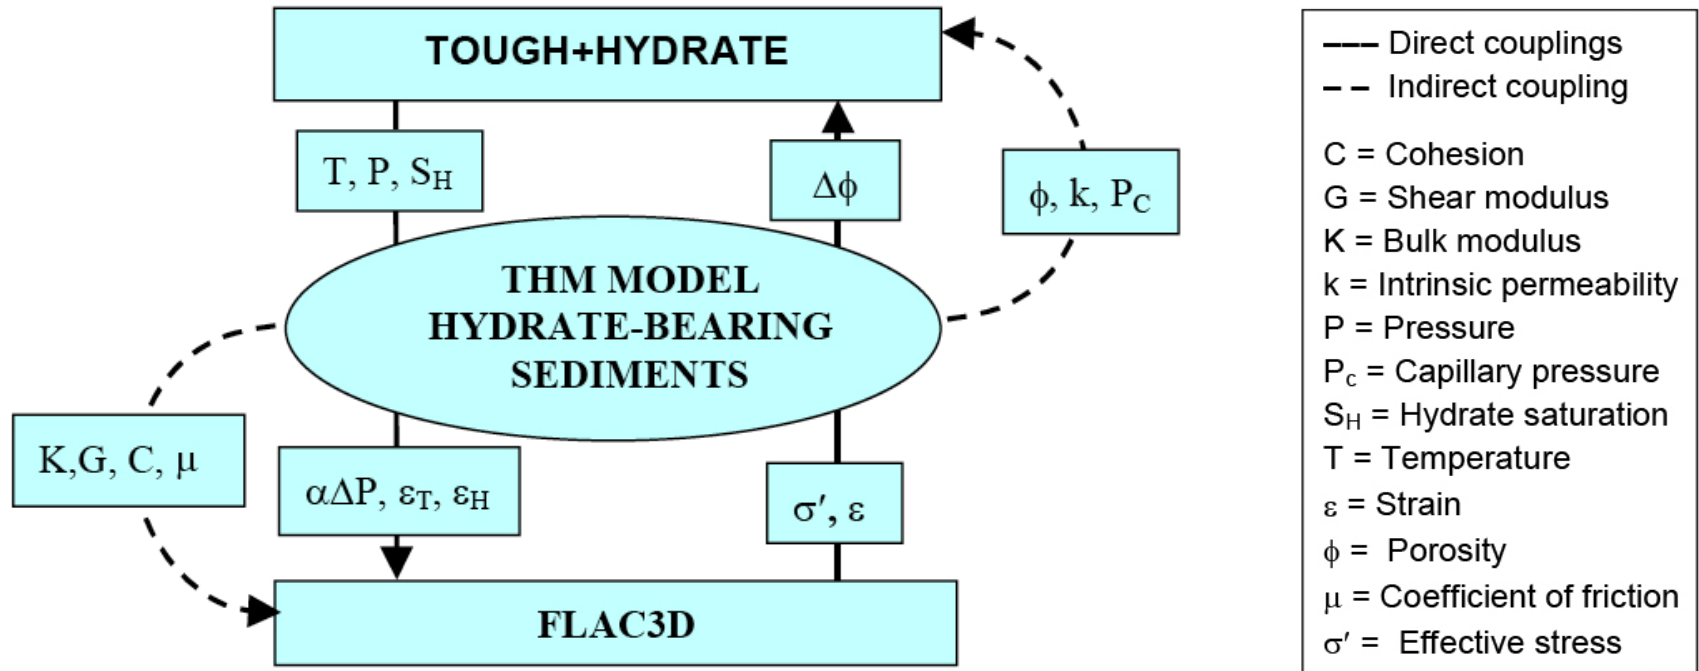 TOUGH+HYDRATE
T, P, S_H
Δϕ
ϕ, k, P_C
THM MODEL
HYDRATE-BEARING
SEDIMENTS
K,G, C, μ
αΔP, ε_T, ε_H
σ′, ε
FLAC3D
Direct couplings
Indirect coupling
C = Cohesion
G = Shear modulus
K = Bulk modulus
k = Intrinsic permeability
P = Pressure
P_c = Capillary pressure
S_H = Hydrate saturation
T = Temperature
ε = Strain
ϕ = Porosity
μ = Coefficient of friction
σ′ = Effective stress